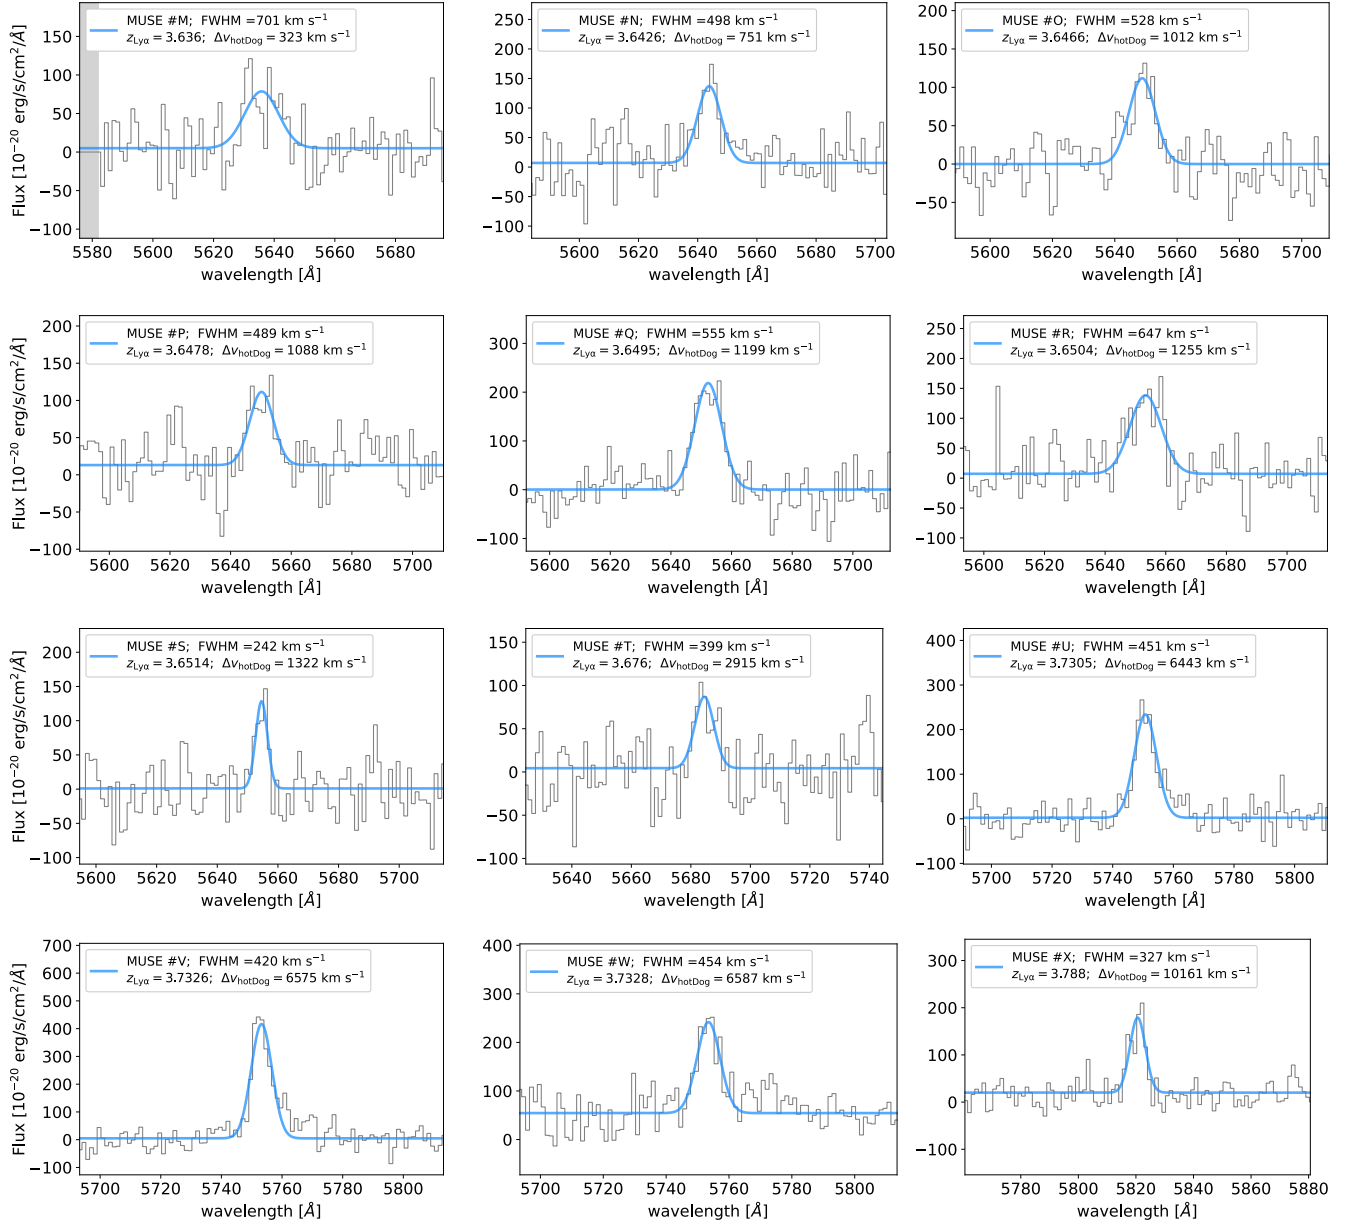 MUSE #M; FWHM =701 km s⁻¹
z_Lyα = 3.636; Δv_hotDog = 323 km s⁻¹
150
100
50
0
−50
−100
Flux [10⁻²⁰ erg/s/cm²/Å]
5580 5600 5620 5640 5660 5680
wavelength [Å]
MUSE #N; FWHM =498 km s⁻¹
z_Lyα = 3.6426; Δv_hotDog = 751 km s⁻¹
250
200
150
100
50
0
−50
−100
5600 5620 5640 5660 5680 5700
wavelength [Å]
MUSE #O; FWHM =528 km s⁻¹
z_Lyα = 3.6466; Δv_hotDog = 1012 km s⁻¹
200
150
100
50
0
−50
5600 5620 5640 5660 5680 5700
wavelength [Å]
MUSE #P; FWHM =489 km s⁻¹
z_Lyα = 3.6478; Δv_hotDog = 1088 km s⁻¹
200
150
100
50
0
−50
−100
Flux [10⁻²⁰ erg/s/cm²/Å]
5600 5620 5640 5660 5680 5700
wavelength [Å]
MUSE #Q; FWHM =555 km s⁻¹
z_Lyα = 3.6495; Δv_hotDog = 1199 km s⁻¹
300
200
100
0
−100
5600 5620 5640 5660 5680 5700
wavelength [Å]
MUSE #R; FWHM =647 km s⁻¹
z_Lyα = 3.6504; Δv_hotDog = 1255 km s⁻¹
250
200
150
100
50
0
−50
−100
5600 5620 5640 5660 5680 5700
wavelength [Å]
MUSE #S; FWHM =242 km s⁻¹
z_Lyα = 3.6514; Δv_hotDog = 1322 km s⁻¹
200
150
100
50
0
−50
−100
Flux [10⁻²⁰ erg/s/cm²/Å]
5600 5620 5640 5660 5680 5700
wavelength [Å]
MUSE #T; FWHM =399 km s⁻¹
z_Lyα = 3.676; Δv_hotDog = 2915 km s⁻¹
150
100
50
0
−50
−100
5640 5660 5680 5700 5720 5740
wavelength [Å]
MUSE #U; FWHM =451 km s⁻¹
z_Lyα = 3.7305; Δv_hotDog = 6443 km s⁻¹
400
300
200
100
0
−100
5700 5720 5740 5760 5780 5800
wavelength [Å]
MUSE #V; FWHM =420 km s⁻¹
z_Lyα = 3.7326; Δv_hotDog = 6575 km s⁻¹
700
600
500
400
300
200
100
0
−100
Flux [10⁻²⁰ erg/s/cm²/Å]
5700 5720 5740 5760 5780 5800
wavelength [Å]
MUSE #W; FWHM =454 km s⁻¹
z_Lyα = 3.7328; Δv_hotDog = 6587 km s⁻¹
400
300
200
100
0
5700 5720 5740 5760 5780 5800
wavelength [Å]
MUSE #X; FWHM =327 km s⁻¹
z_Lyα = 3.788; Δv_hotDog = 10161 km s⁻¹
300
200
100
0
−100
5780 5800 5820 5840 5860 5880
wavelength [Å]